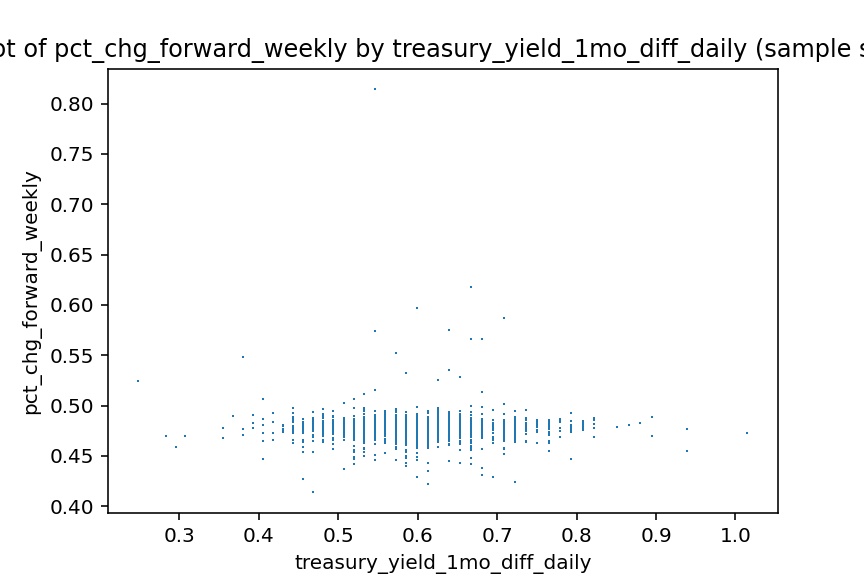 of pct_chg_forward_weekly by treasury_yield_1mo_diff_daily (sample
0.80
0.75
0.70
0.65
0.60
0.55
0.50
0.45
0.40
pct_chg_forward_weekly
0.3 0.4 0.5 0.6 0.7 0.8 0.9 1.0
treasury_yield_1mo_diff_daily